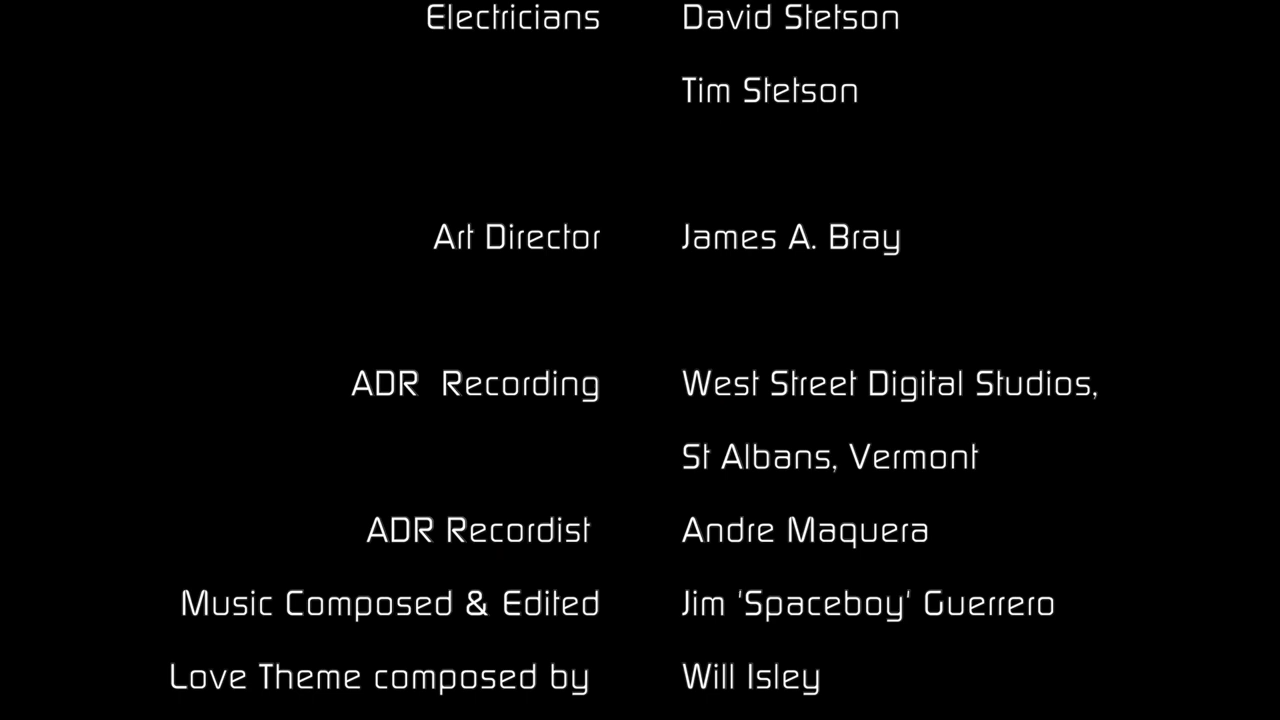 Electricians David Stetson
Tim Stetson
Art Director James A. Bray
ADR Recording West Street Digital Studios,
St Albans, Vermont
ADR Recordist Andre Maquera
Music Composed & Edited Jim 'Spaceboy' Guerrero
Love Theme composed by Will Isley